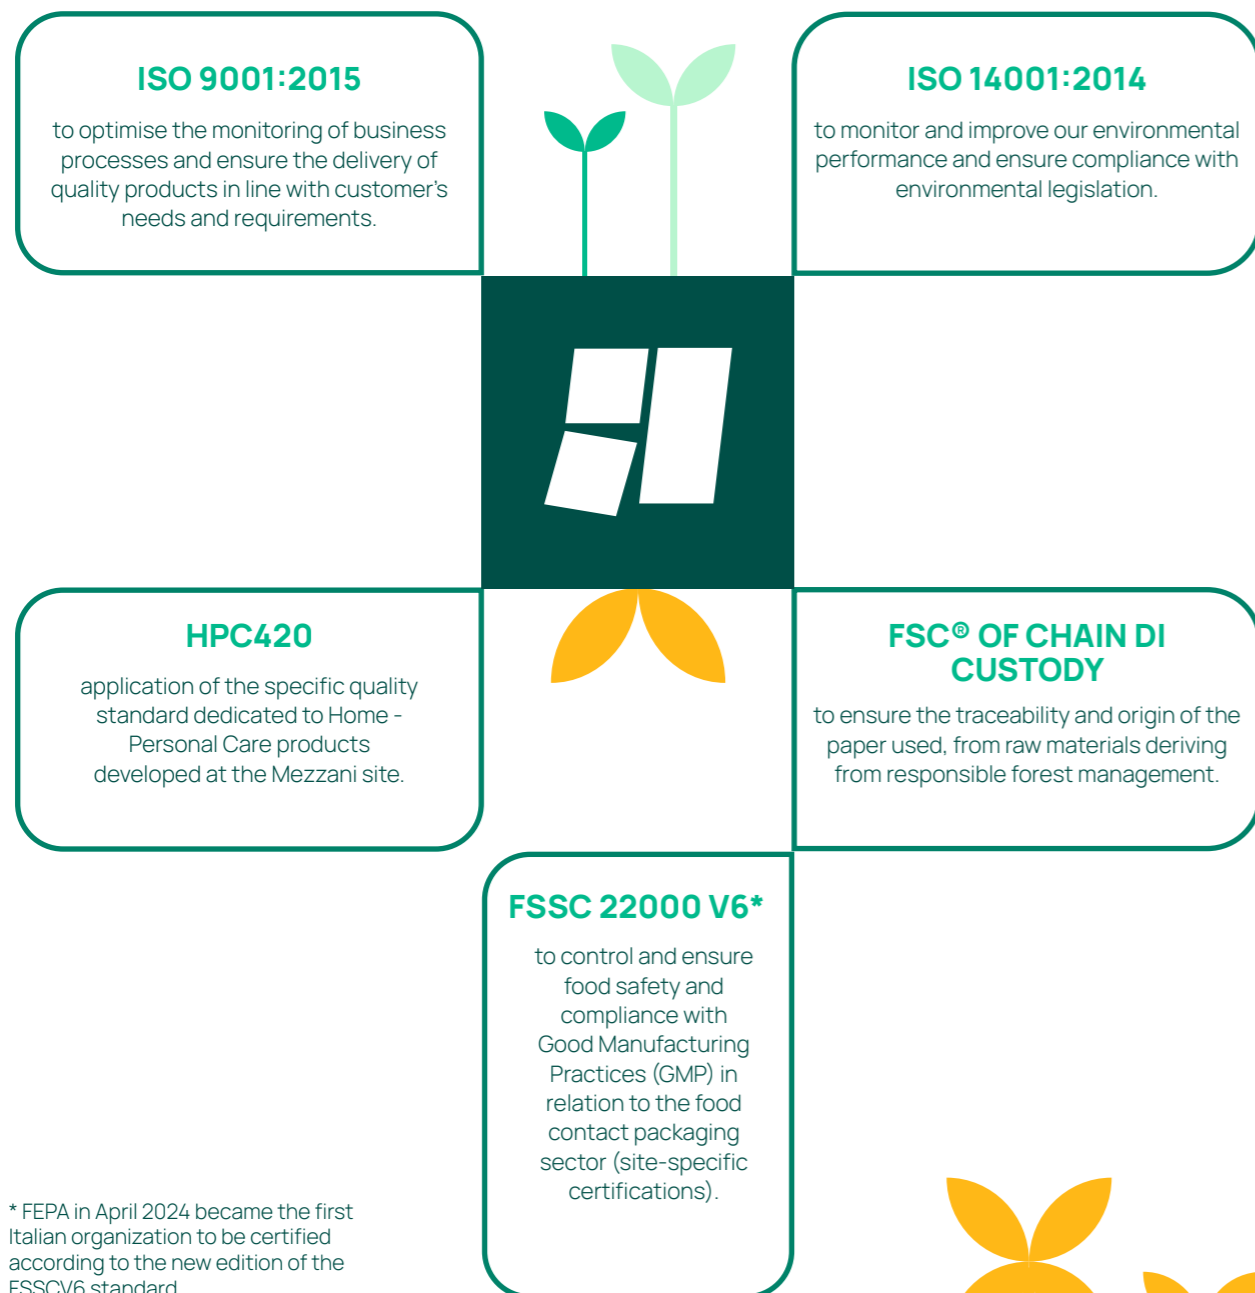 ISO 9001:2015
to optimise the monitoring of business
processes and ensure the delivery of
quality products in line with customer's
needs and requirements.
ISO 14001:2014
to monitor and improve our environmental
performance and ensure compliance with
environmental legislation.
HPC420
application of the specific quality
standard dedicated to Home -
Personal Care products
developed at the Mezzani site.
FSC® OF CHAIN DI
CUSTODY
to ensure the traceability and origin of the
paper used, from raw materials deriving
from responsible forest management.
FSSC 22000 V6*
to control and ensure
food safety and
compliance with
Good Manufacturing
Practices (GMP) in
relation to the food
contact packaging
sector (site-specific
certifications).
* FEPA in April 2024 became the first
Italian organization to be certified
according to the new edition of the
FSSCV6 standard